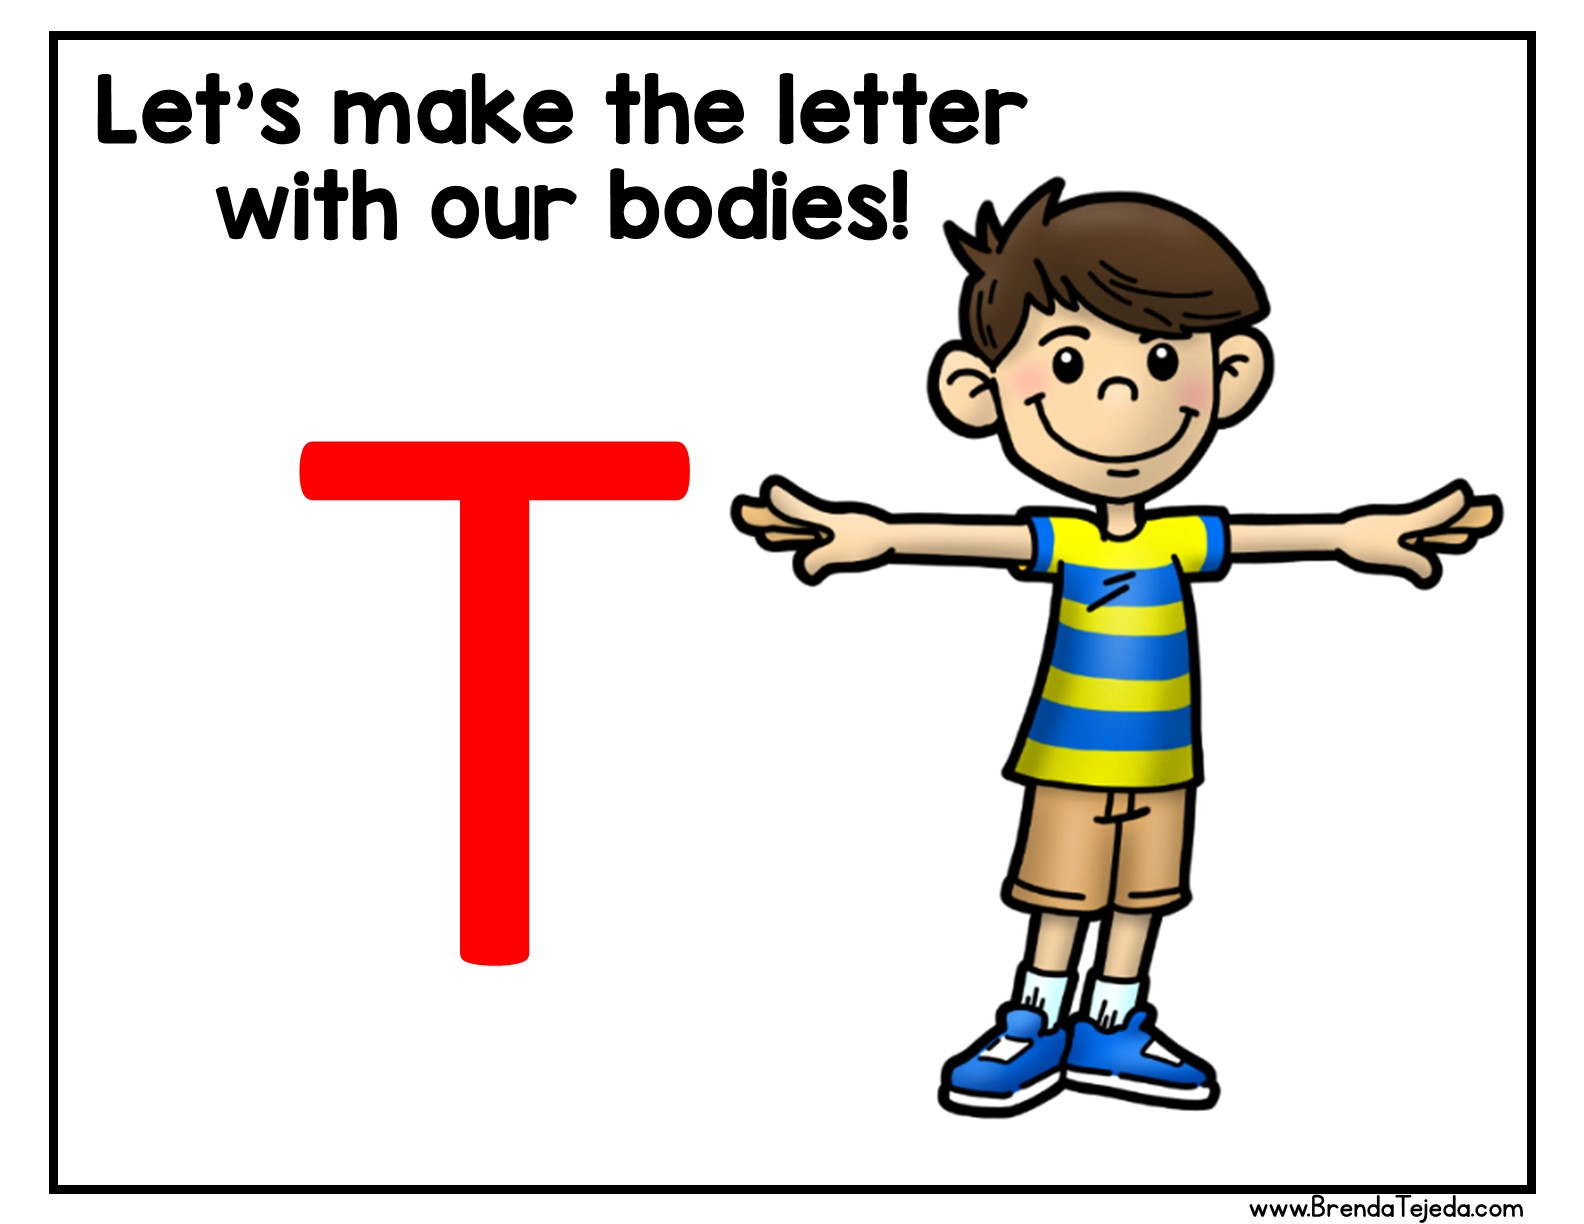 Let's make the letter
with our bodies!
T
www.BrendaTejeda.com